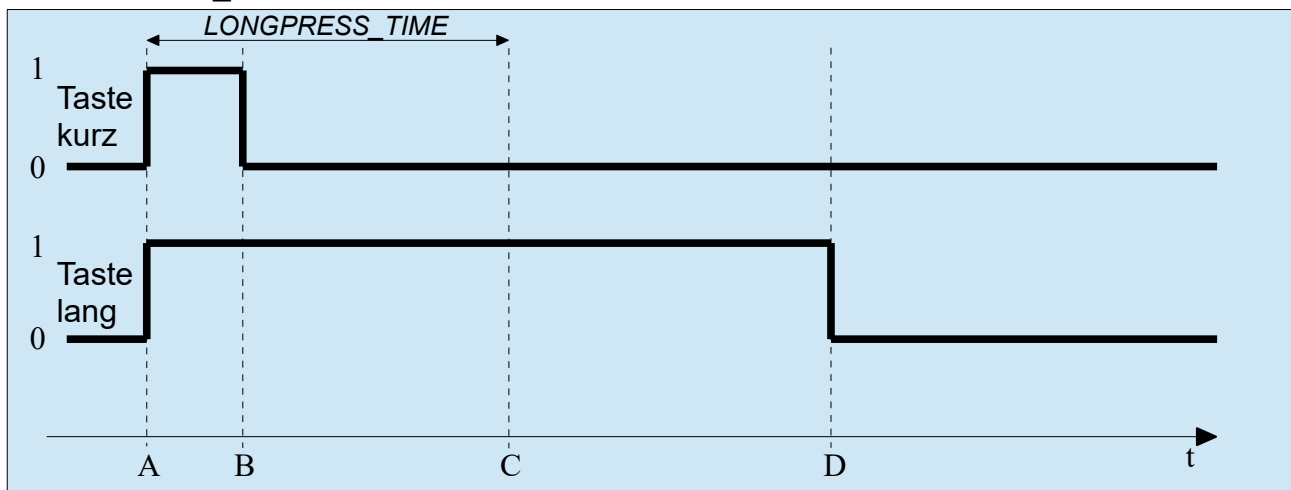 LONGPRESS_TIME
1
Taste
kurz
0
1
Taste
lang
0
A B C D t